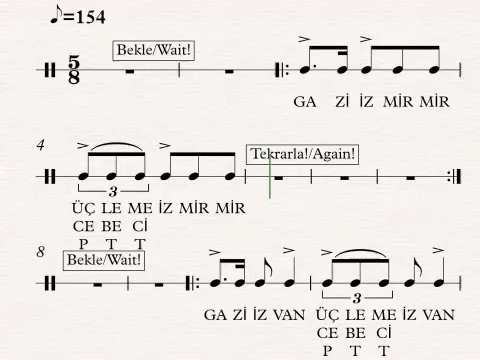 ♪=154
Bekle/Wait!
5
8
GA Zİ İZ MİR MİR
4
Tekrarla!/Again!
3
ÜÇ LE ME İZ MİR MİR
CE BE Cİ
P T T
8
Bekle/Wait!
3
GA Zİ İZ VAN ÜÇ LE ME İZ VAN
CE BE Cİ
P T T